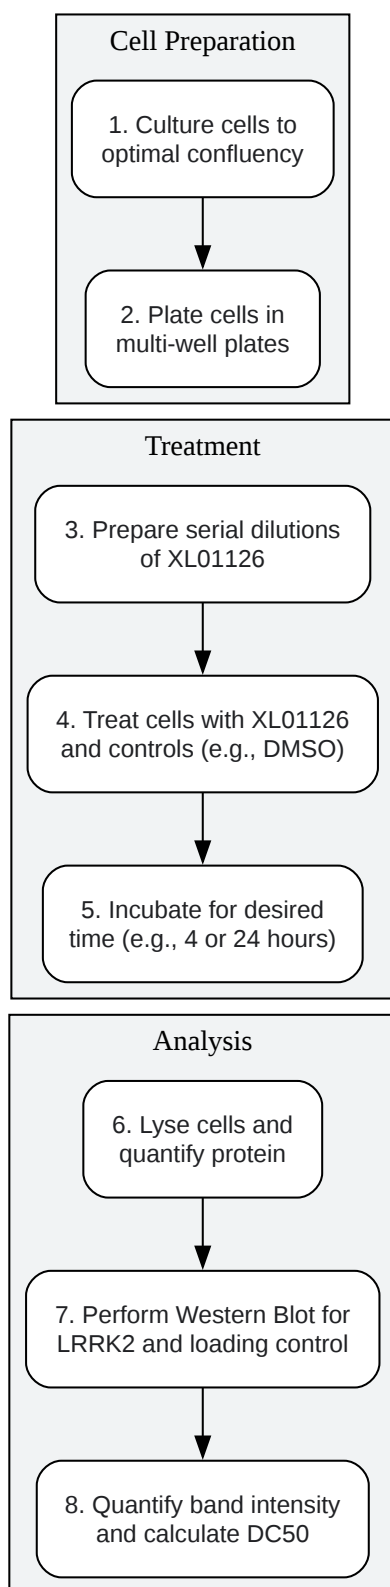 Cell Preparation
1. Culture cells to
optimal confluency
2. Plate cells in
multi-well plates
Treatment
3. Prepare serial dilutions
of XL01126
4. Treat cells with XL01126
and controls (e.g., DMSO)
5. Incubate for desired
time (e.g., 4 or 24 hours)
Analysis
6. Lyse cells and
quantify protein
7. Perform Western Blot for
LRRK2 and loading control
8. Quantify band intensity
and calculate DC50